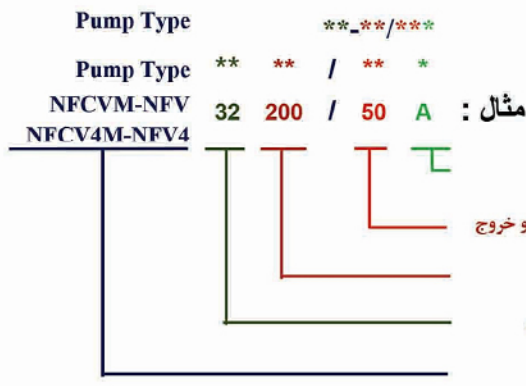 Pump Type **-**/***
Pump Type ** ** / ** *
NFCVM-NFV 32 200 / 50 A مثال :
NFCV4M-NFV4
و خروج